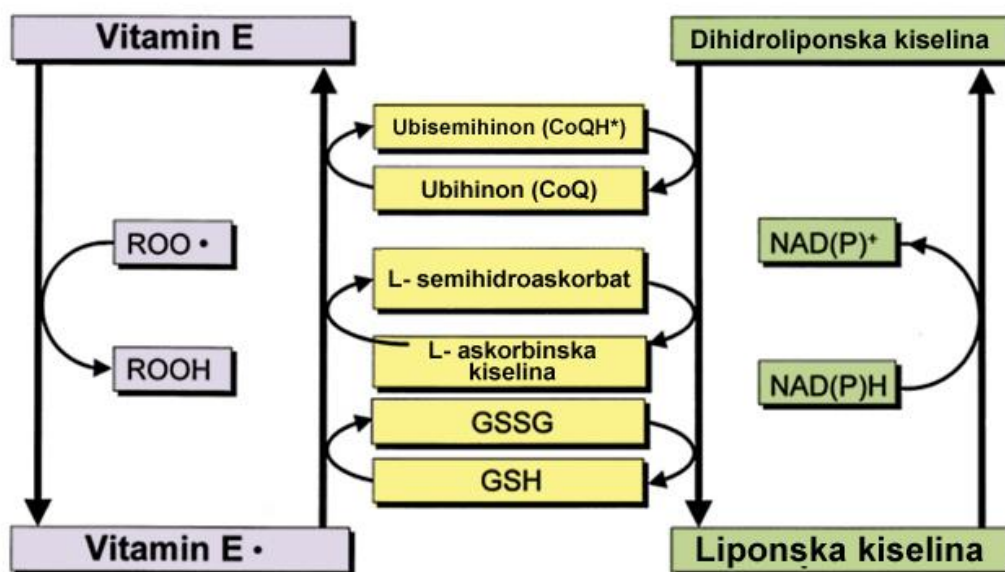 Vitamin E
Dihidroliponska kiselina
Ubisemihinon (CoQH*)
Ubihinon (CoQ)
ROO •
NAD(P)⁺
L- semihidroaskorbat
L- askorbinska
kiselina
ROOH
NAD(P)H
GSSG
GSH
Vitamin E •
Liponska kiselina